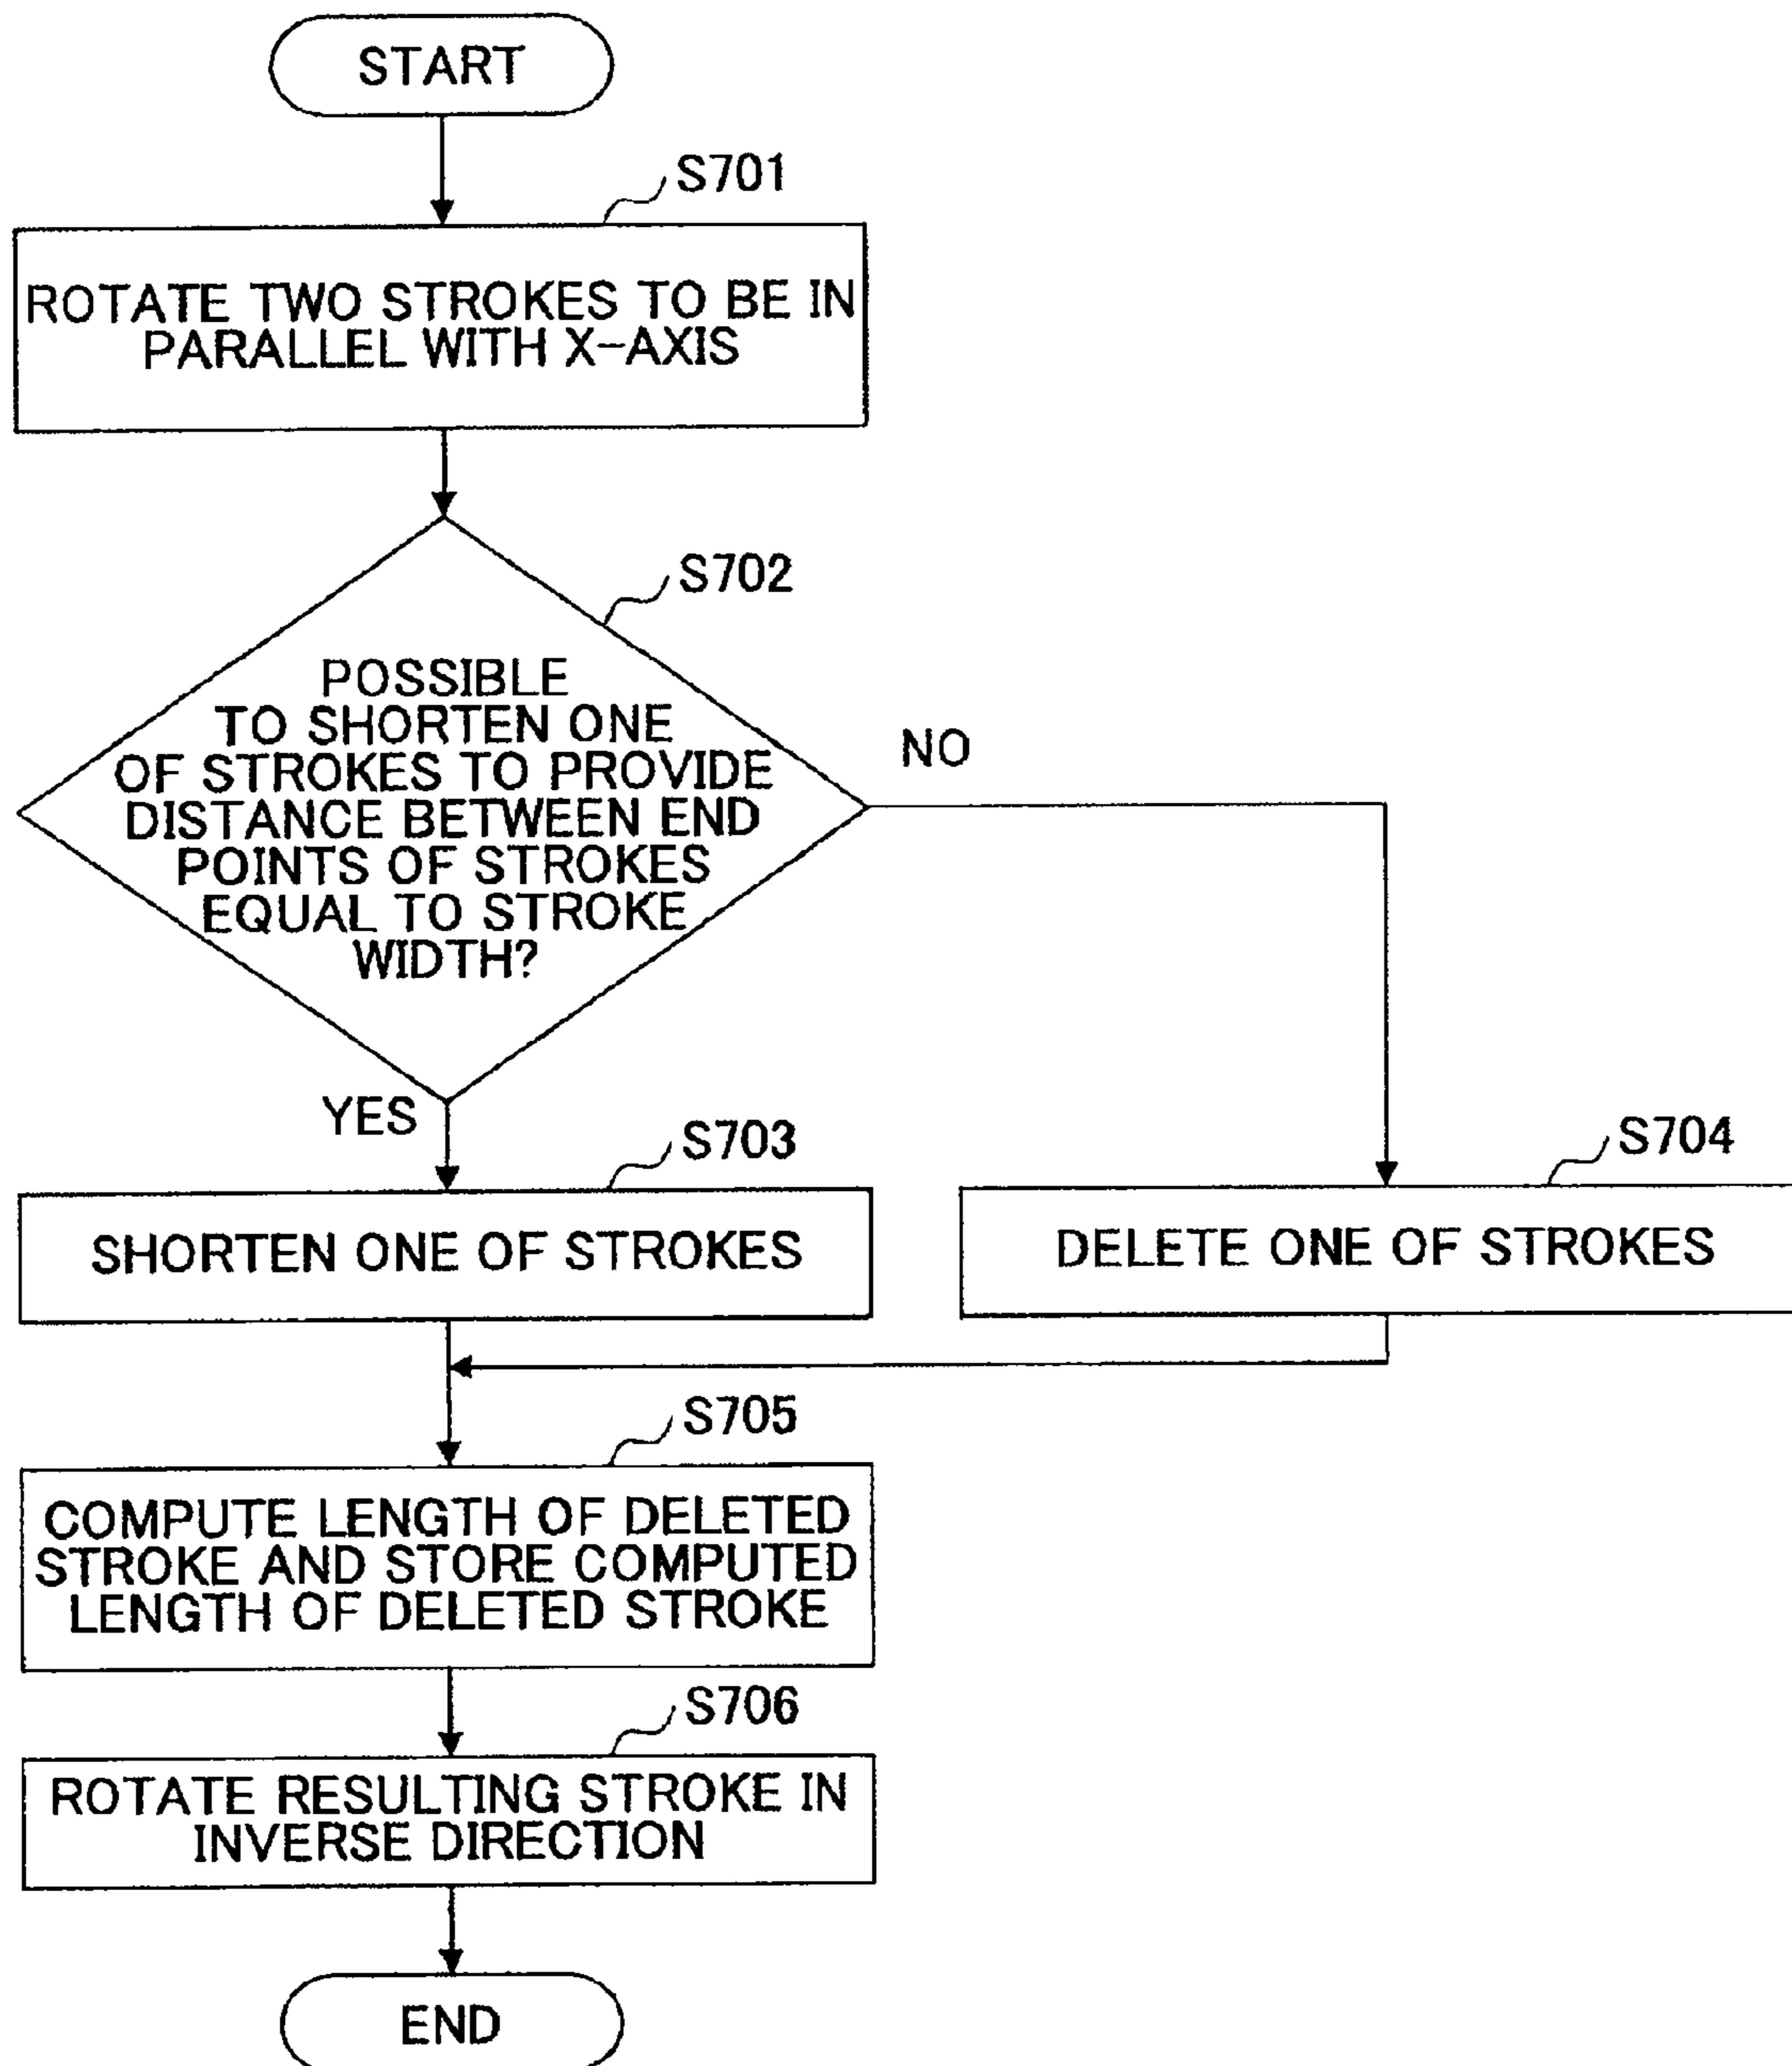 START
S701
ROTATE TWO STROKES TO BE IN
PARALLEL WITH X-AXIS
S702
POSSIBLE
TO SHORTEN ONE
OF STROKES TO PROVIDE
DISTANCE BETWEEN END
POINTS OF STROKES
EQUAL TO STROKE
WIDTH?
NO
YES
S703
SHORTEN ONE OF STROKES
S704
DELETE ONE OF STROKES
S705
COMPUTE LENGTH OF DELETED
STROKE AND STORE COMPUTED
LENGTH OF DELETED STROKE
S706
ROTATE RESULTING STROKE IN
INVERSE DIRECTION
END